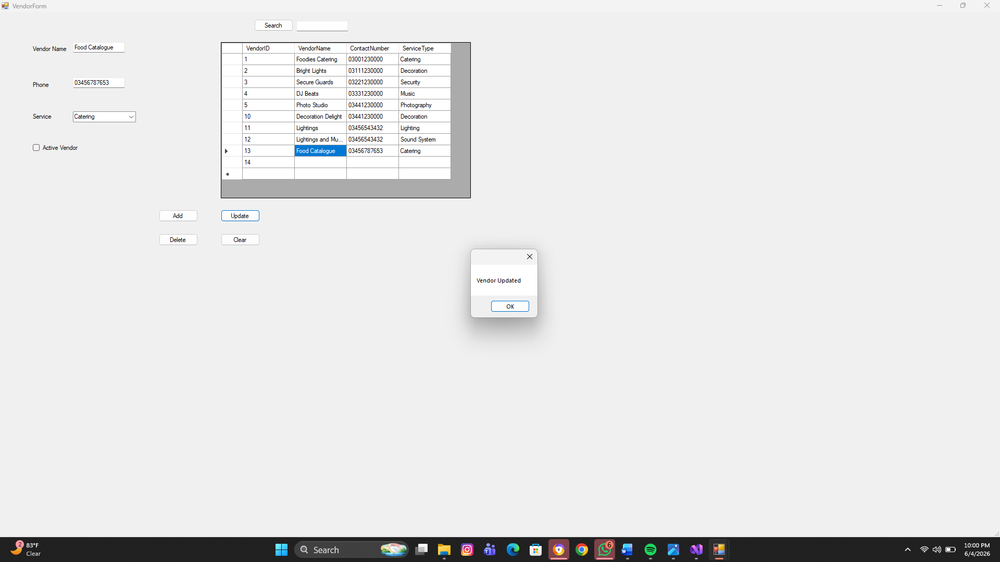 VendorForm
Search
Vendor Name Food Catalogue
Phone 03456787653
Service Catering
Active Vendor
VendorID VendorName ContactNumber ServiceType
1 Foodies Catering 03001230000 Catering
2 Bright Lights 03111230000 Decoration
3 Secure Guards 03221230000 Security
4 DJ Beats 03331230000 Music
5 Photo Studio 03441230000 Photography
10 Decoration Delight 03441230000 Decoration
11 Lightings 03456543432 Lighting
12 Lightings and Mu... 03456543432 Sound System
13 Food Catalogue 03456787653 Catering
14
Add Update
Delete Clear
Vendor Updated
OK
2 83°F
Clear
Search
6
10:00 PM
6/4/2026